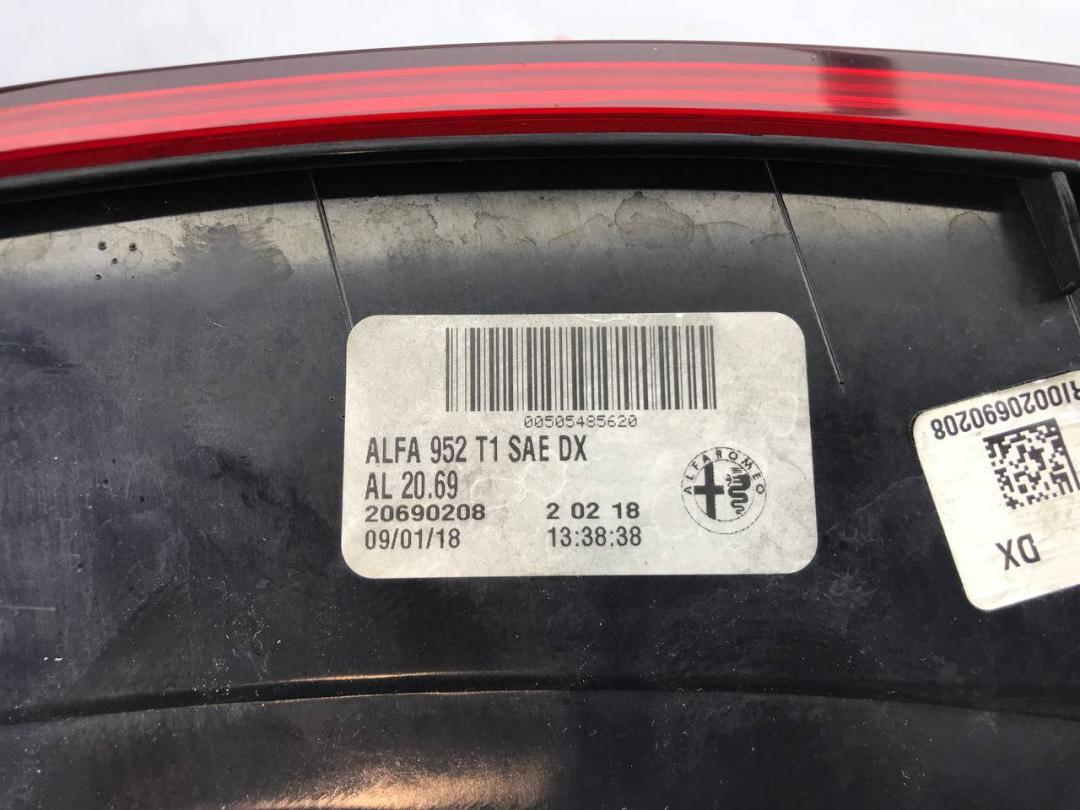 00505485620
ALFA 952 T1 SAE DX
AL 20.69
20690208 2 02 18
09/01/18 13:38:38
ALFA ROMEO
RI0020690208
DX